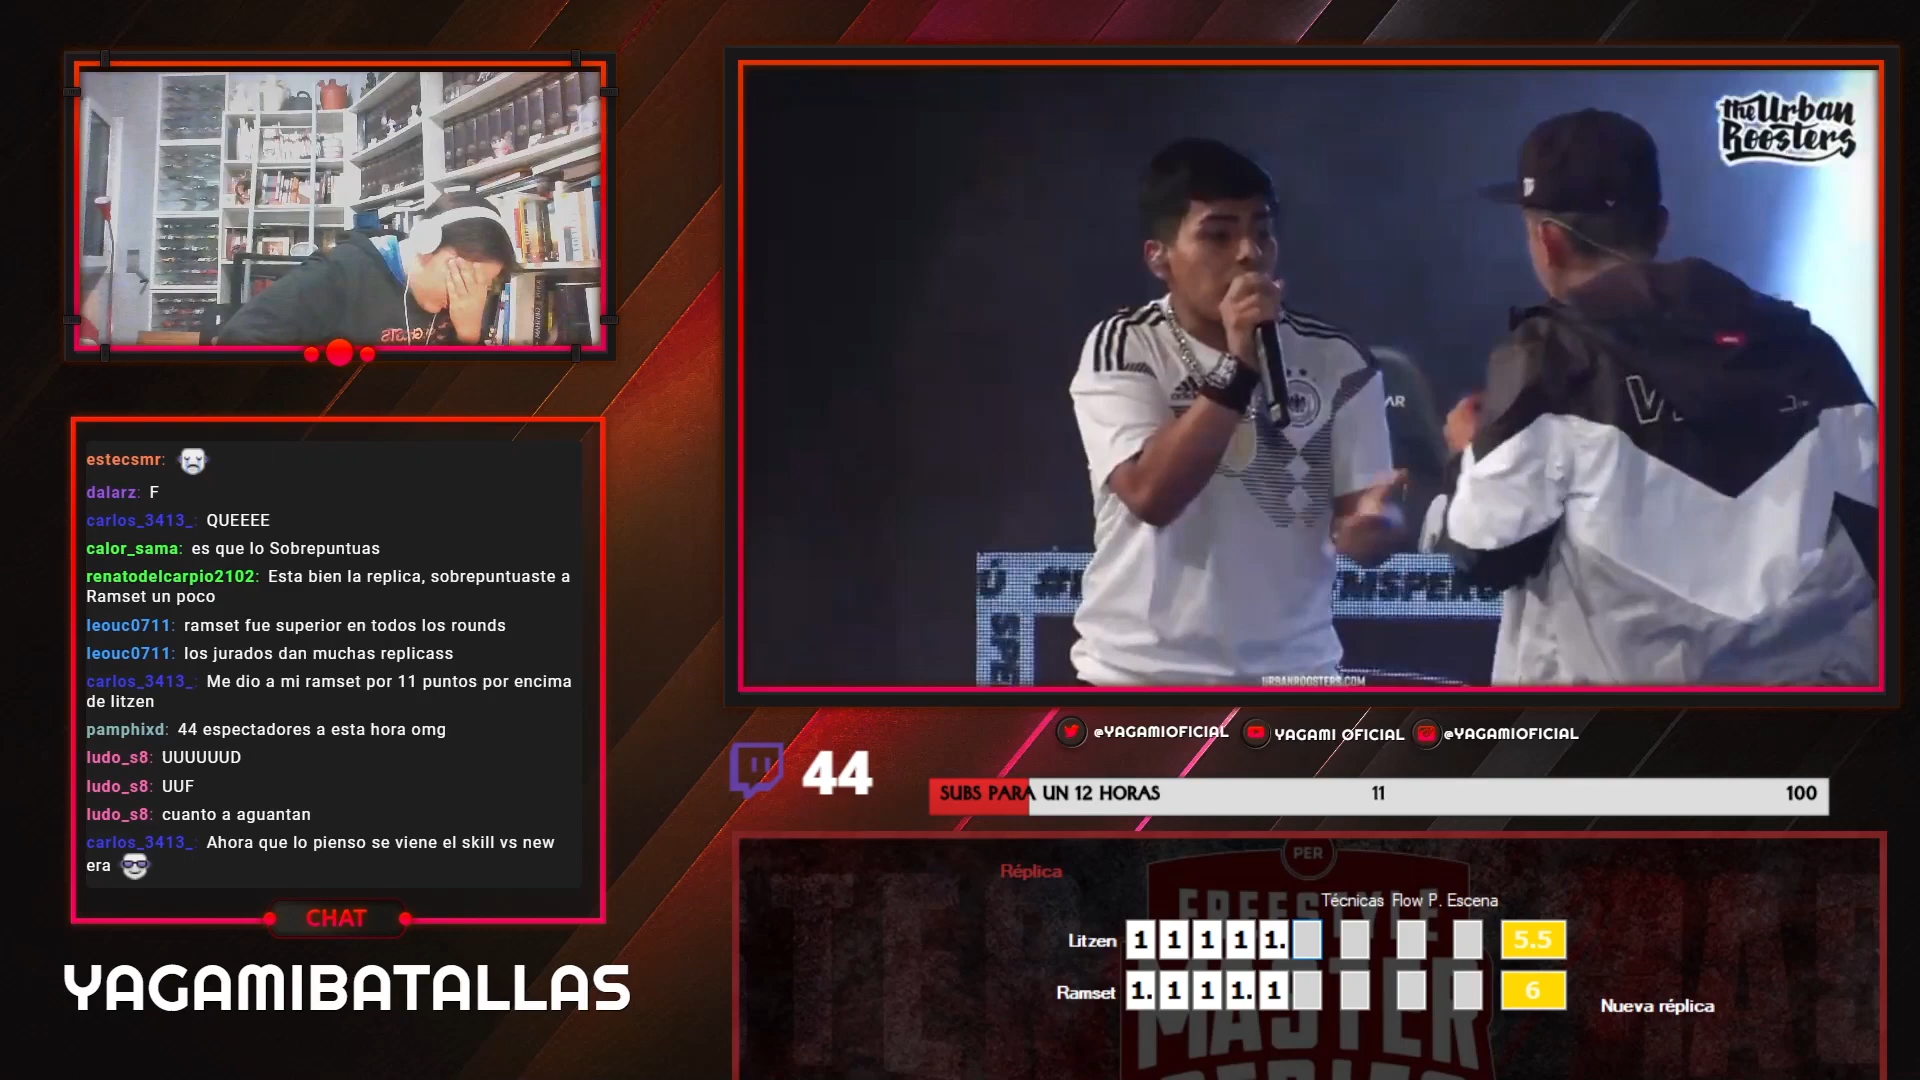 the Urban
Roosters
estecsmr:
dalarz: F
carlos_3413_: QUEEEE
calor_sama: es que lo Sobrepuntuas
renatodelcarpio2102: Esta bien la replica, sobrepuntuaste a
Ramset un poco
leouc0711: ramset fue superior en todos los rounds
leouc0711: los jurados dan muchas replicass
carlos_3413_: Me dio a mi ramset por 11 puntos por encima
de litzen
pamphixd: 44 espectadores a esta hora omg
ludo_s8: UUUUUUD
ludo_s8: UUF
ludo_s8: cuanto a aguantan
carlos_3413_: Ahora que lo pienso se viene el skill vs new
era
CHAT
YAGAMIBATALLAS
URBANROOSTERS.COM
@YAGAMIOFICIAL YAGAMI OFICIAL @YAGAMIOFICIAL
44
SUBS PARA UN 12 HORAS 11 100
PER
Réplica
FREESTYLE
MASTER
SERIES
Técnicas Flow P. Escena
Litzen 1 1 1 1 1. 5.5
Ramset 1. 1 1 1. 1 6
Nueva réplica